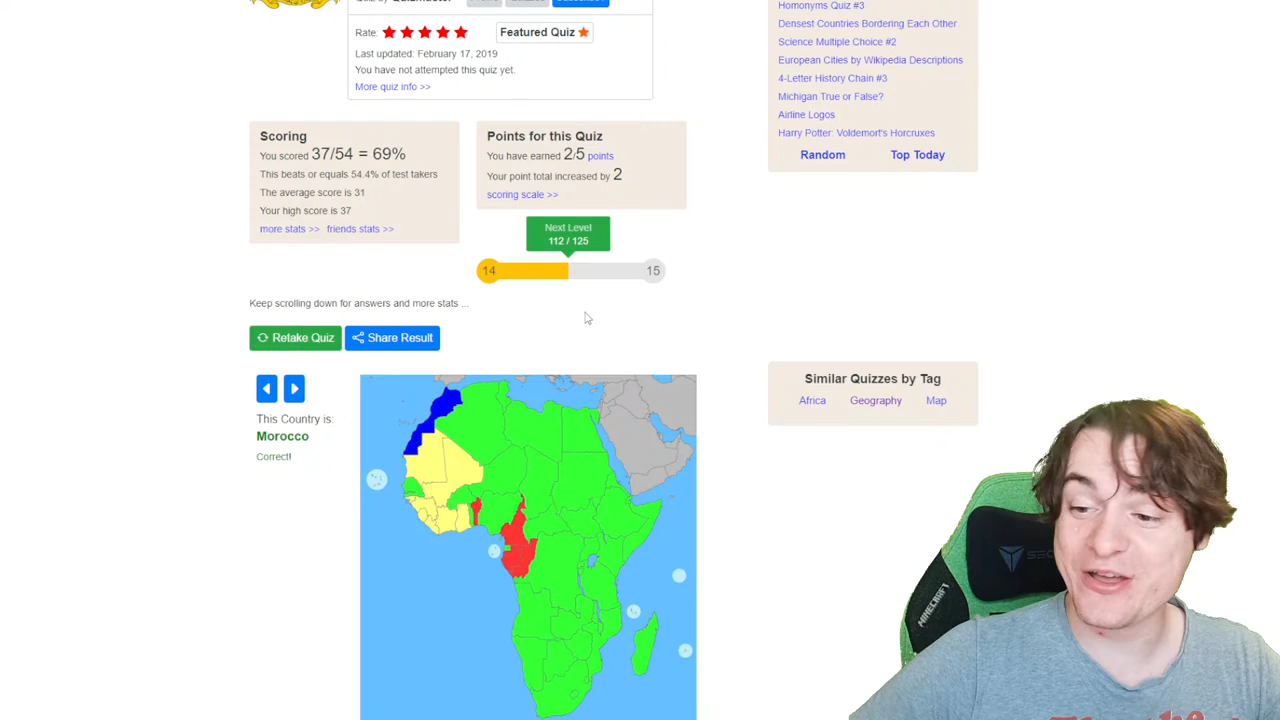 Rate:
Featured Quiz
Last updated: February 17, 2019
You have not attempted this quiz yet.
More quiz info >>
Scoring
You scored 37/54 = 69%
This beats or equals 54.4% of test takers
The average score is 31
Your high score is 37
more stats >> friends stats >>
Points for this Quiz
You have earned 2/5 points
Your point total increased by 2
scoring scale >>
Next Level
112 / 125
14
15
Keep scrolling down for answers and more stats ...
Retake Quiz
Share Result
This Country is:
Morocco
Correct!
Homonyms Quiz #3
Densest Countries Bordering Each Other
Science Multiple Choice #2
European Cities by Wikipedia Descriptions
4-Letter History Chain #3
Michigan True or False?
Airline Logos
Harry Potter: Voldemort's Horcruxes
Random
Top Today
Similar Quizzes by Tag
Africa
Geography
Map
MINECRAFT